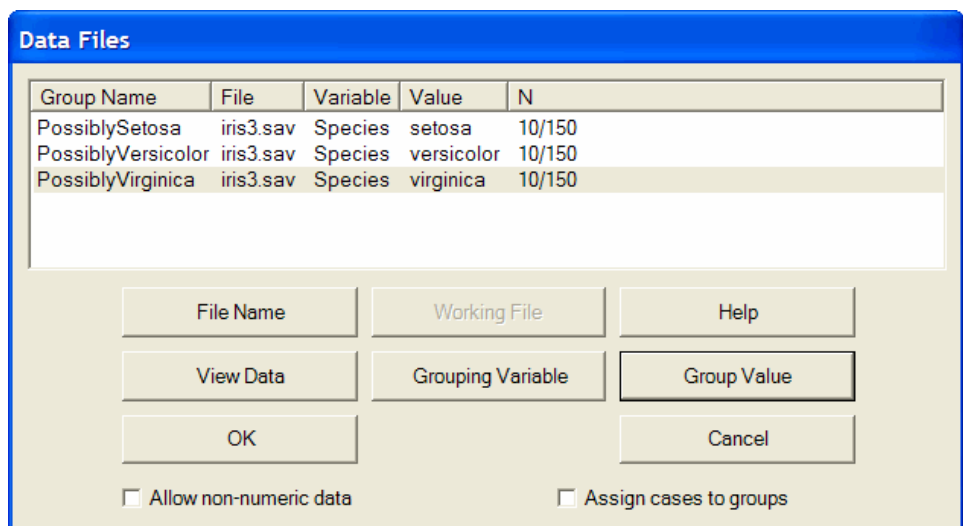 Data Files
Group Name File Variable Value N
PossiblySetosa iris3.sav Species setosa 10/150
PossiblyVersicolor iris3.sav Species versicolor 10/150
PossiblyVirginica iris3.sav Species virginica 10/150
File Name Working File Help
View Data Grouping Variable Group Value
OK Cancel
Allow non-numeric data Assign cases to groups